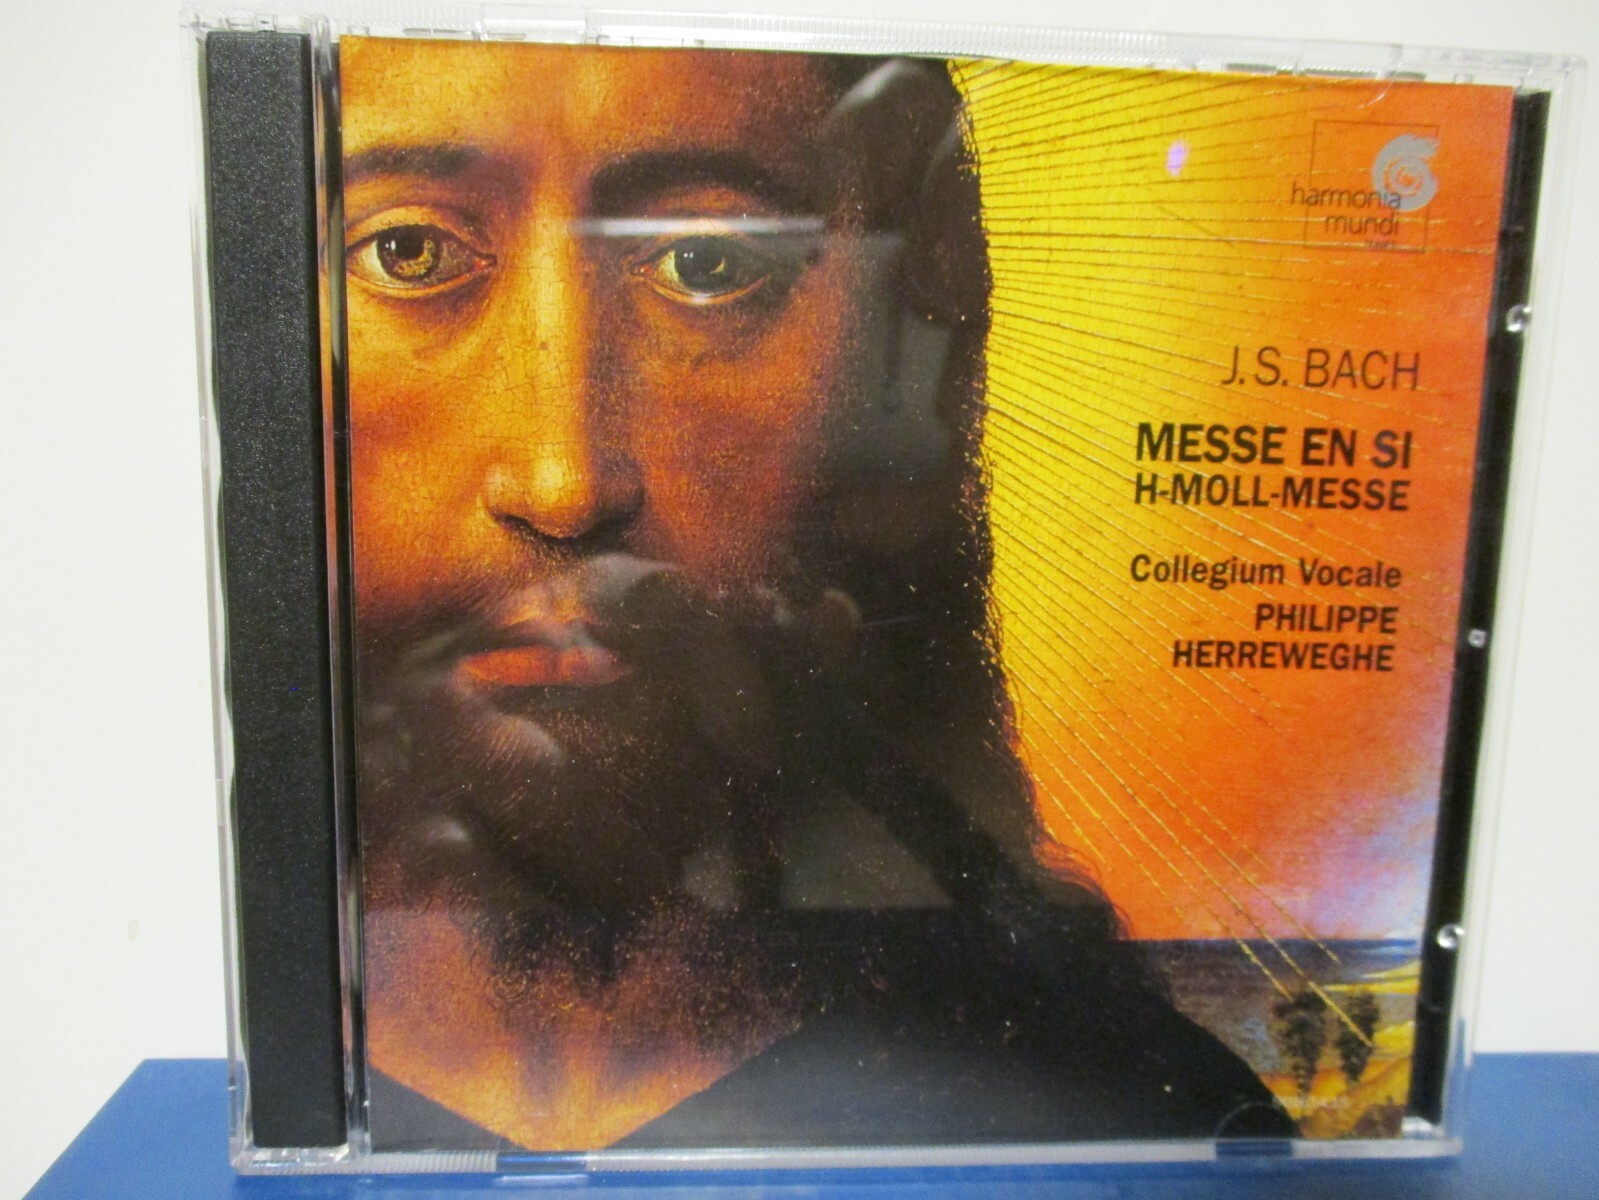 harmonia
mundi
J. S. BACH
MESSE EN SI
H-MOLL-MESSE
Collegium Vocale
PHILIPPE
HERREWEGHE